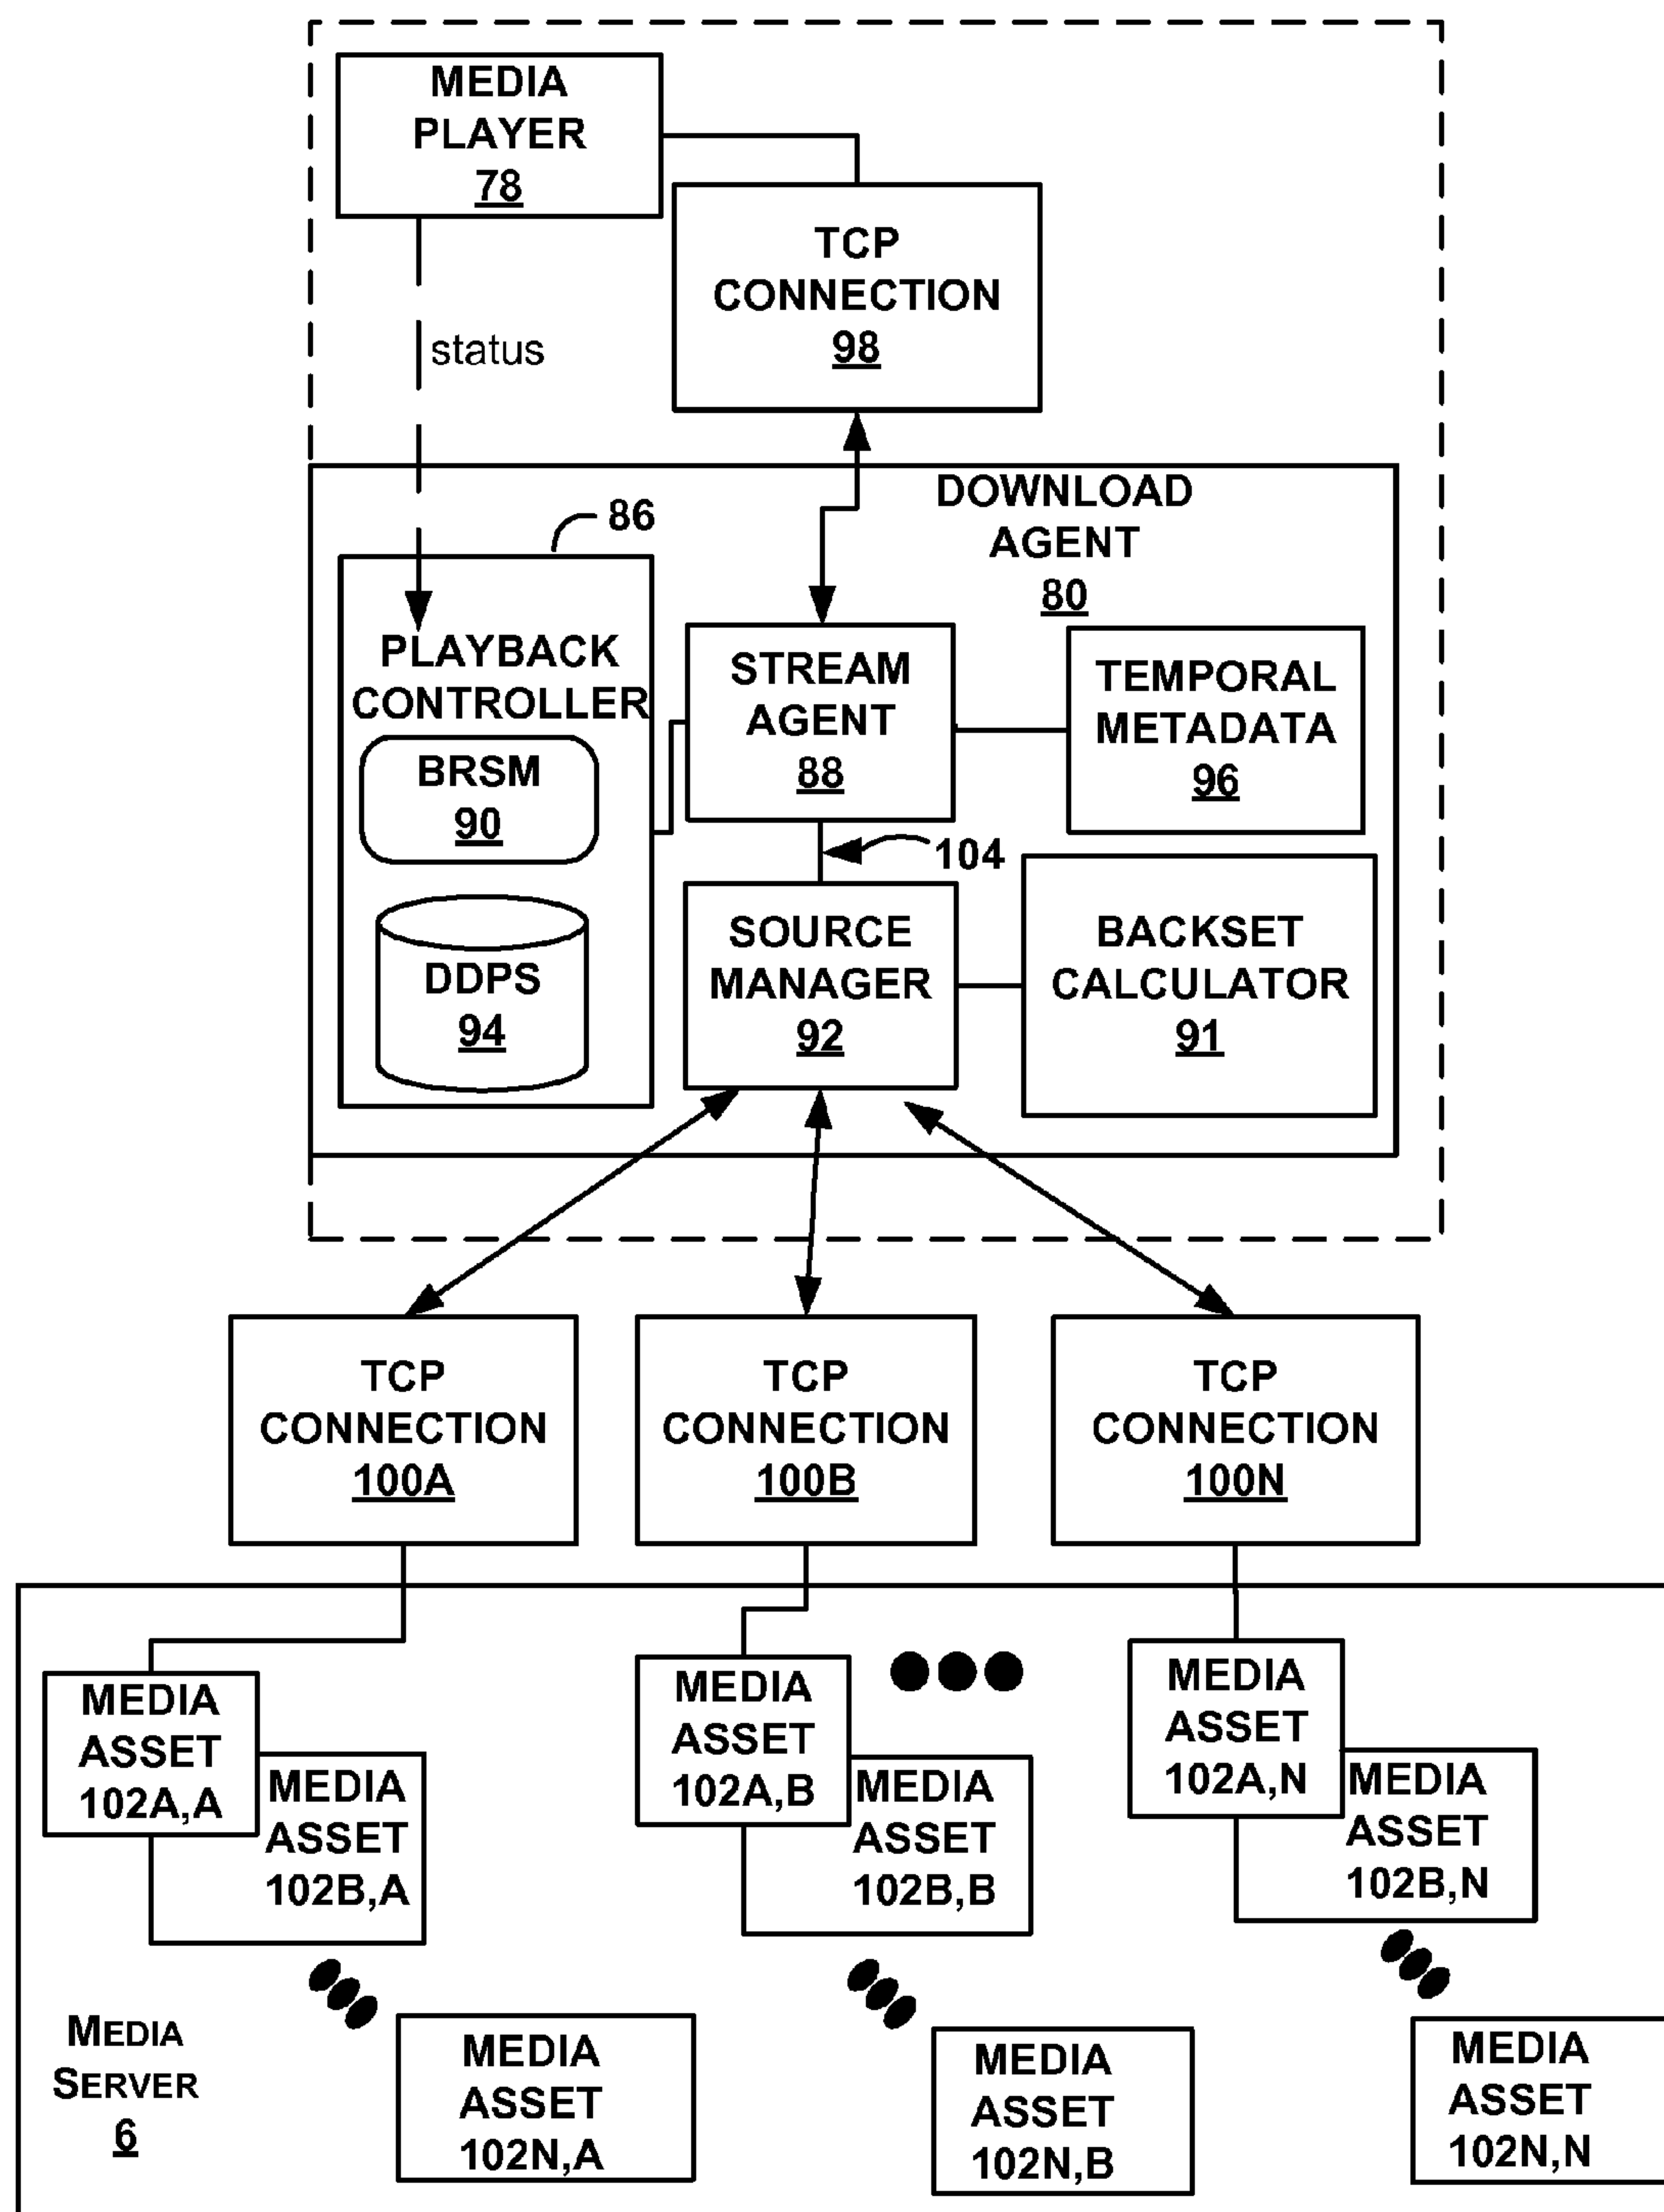 MEDIA
PLAYER
78
TCP
CONNECTION
98
status
DOWNLOAD
AGENT
80
86
PLAYBACK
CONTROLLER
BRSM
90
DDPS
94
STREAM
AGENT
88
TEMPORAL
METADATA
96
104
SOURCE
MANAGER
92
BACKSET
CALCULATOR
91
TCP
CONNECTION
100A
TCP
CONNECTION
100B
TCP
CONNECTION
100N
MEDIA
ASSET
102A,A
MEDIA
ASSET
102B,A
MEDIA
ASSET
102A,B
MEDIA
ASSET
102B,B
MEDIA
ASSET
102A,N
MEDIA
ASSET
102B,N
MEDIA
SERVER
6
MEDIA
ASSET
102N,A
MEDIA
ASSET
102N,B
MEDIA
ASSET
102N,N